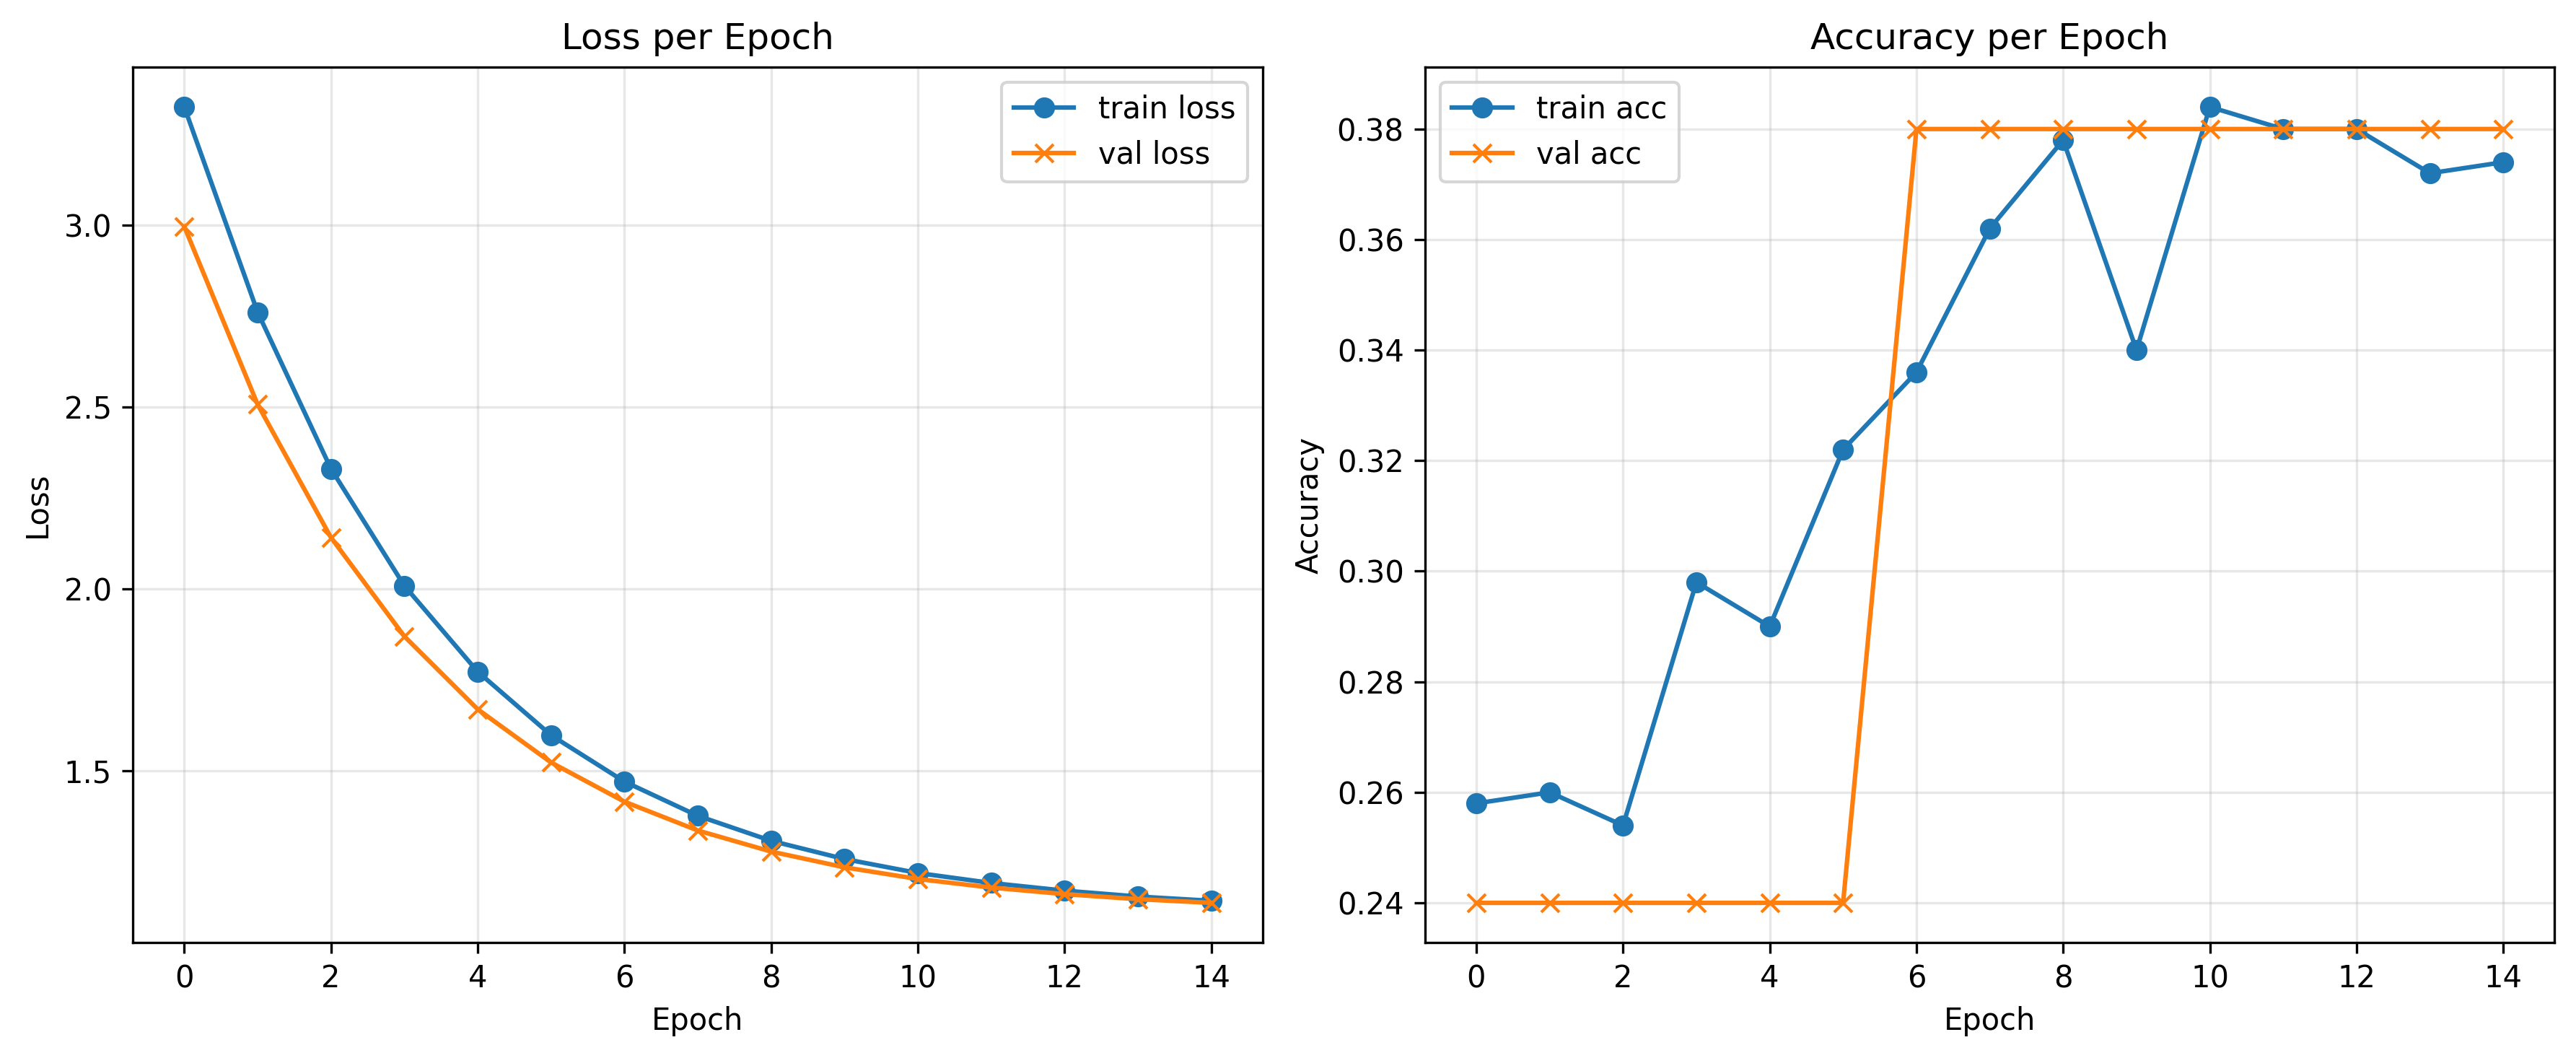 Loss per Epoch
train loss
val loss
3.0
2.5
2.0
1.5
Loss
0 2 4 6 8 10 12 14
Epoch
Accuracy per Epoch
train acc
val acc
0.38
0.36
0.34
0.32
0.30
0.28
0.26
0.24
Accuracy
0 2 4 6 8 10 12 14
Epoch